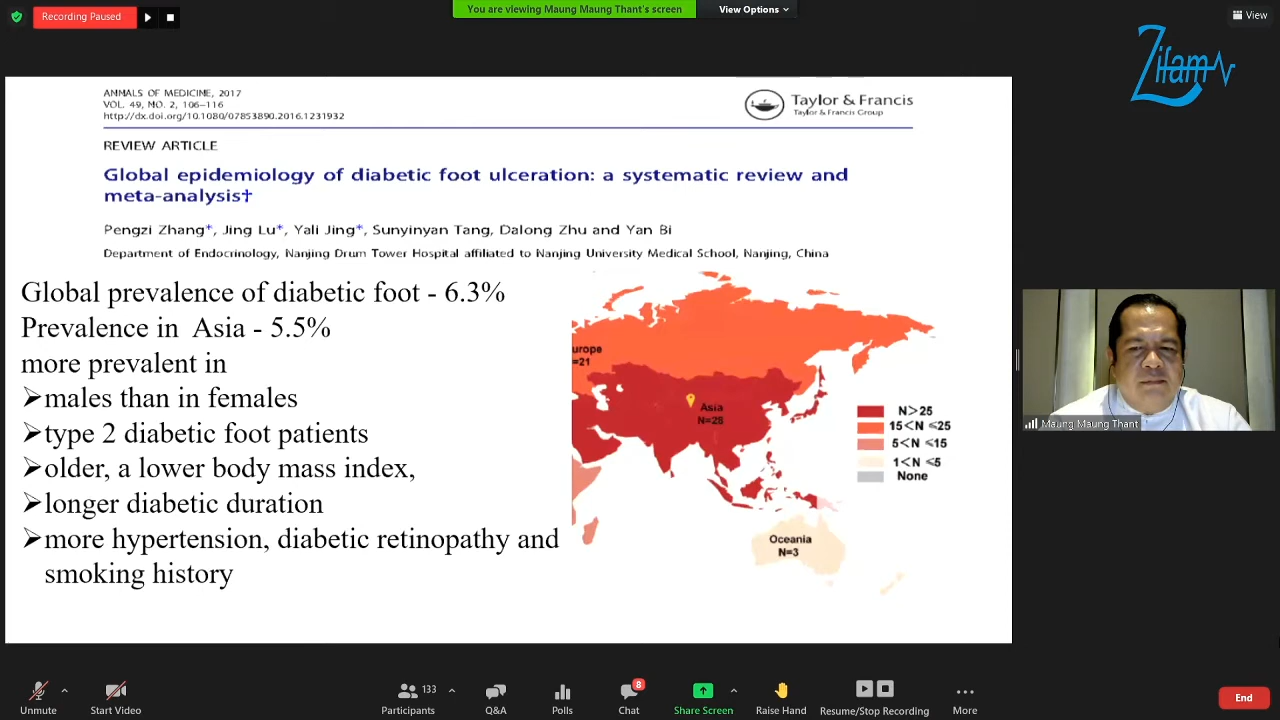 Recording Paused
You are viewing Maung Maung Thant's screen
View Options
View
Zifam
ANNALS OF MEDICINE, 2017
VOL. 49, NO. 2, 106–116
http://dx.doi.org/10.1080/07853890.2016.1231932
Taylor & Francis
Taylor & Francis Group
REVIEW ARTICLE
Global epidemiology of diabetic foot ulceration: a systematic review and
meta-analysis†
Pengzi Zhang*, Jing Lu*, Yali Jing*, Sunyinyan Tang, Dalong Zhu and Yan Bi
Department of Endocrinology, Nanjing Drum Tower Hospital affiliated to Nanjing University Medical School, Nanjing, China
Global prevalence of diabetic foot - 6.3%
Prevalence in Asia - 5.5%
more prevalent in
➢males than in females
➢type 2 diabetic foot patients
➢older, a lower body mass index,
➢longer diabetic duration
➢more hypertension, diabetic retinopathy and
smoking history
urope
=21
Asia
N=28
Oceania
N=3
N>25
15<N ≤25
5<N ≤15
1<N ≤5
None
Maung Maung Thant
Unmute
Start Video
133
Participants
Q&A
Polls
8
Chat
Share Screen
Raise Hand
Resume/Stop Recording
More
End